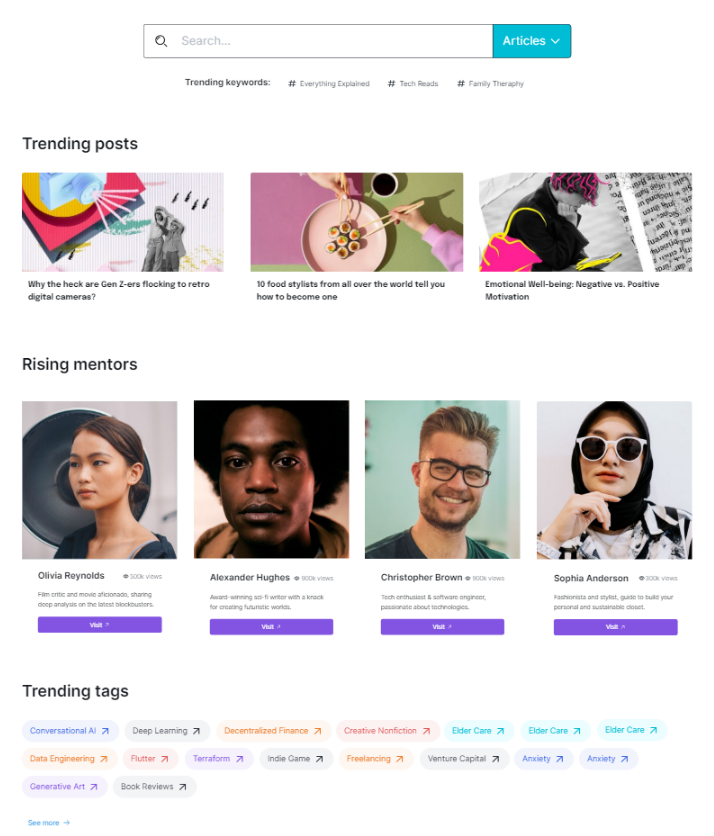 Search...
Articles
Trending keywords: # Everything Explained # Tech Reads # Family Theraphy
Trending posts
Why the heck are Gen Z-ers flocking to retro
digital cameras?
10 food stylists from all over the world tell you
how to become one
Emotional Well-being: Negative vs. Positive
Motivation
Rising mentors
Olivia Reynolds 500k views
Film critic and movie aficionado, sharing
deep analysis on the latest blockbusters.
Visit ↗
Alexander Hughes 900k views
Award-winning sci-fi writer with a knack
for creating futuristic worlds.
Visit ↗
Christopher Brown 900k views
Tech enthusiast & software engineer,
passionate about technologies.
Visit ↗
Sophia Anderson 300k views
Fashionista and stylist, guide to build your
personal and sustainable closet.
Visit ↗
Trending tags
Conversational AI ↗ Deep Learning ↗ Decentralized Finance ↗ Creative Nonfiction ↗ Elder Care ↗ Elder Care ↗ Elder Care ↗
Data Engineering ↗ Flutter ↗ Terraform ↗ Indie Game ↗ Freelancing ↗ Venture Capital ↗ Anxiety ↗ Anxiety ↗
Generative Art ↗ Book Reviews ↗
See more →